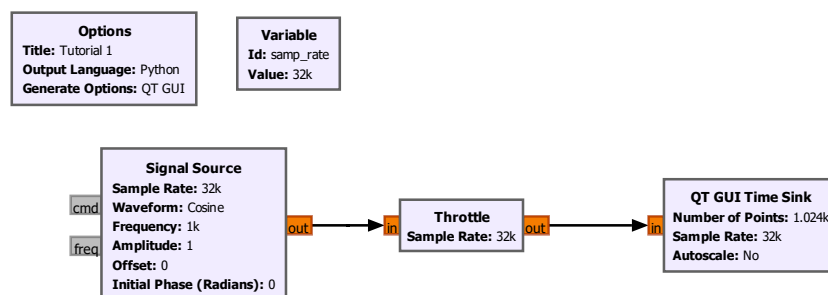 Options
Title: Tutorial 1
Output Language: Python
Generate Options: QT GUI
Variable
Id: samp_rate
Value: 32k
Signal Source
Sample Rate: 32k
Waveform: Cosine
Frequency: 1k
Amplitude: 1
Offset: 0
Initial Phase (Radians): 0
cmd
freq
out
in
Throttle
Sample Rate: 32k
out
in
QT GUI Time Sink
Number of Points: 1.024k
Sample Rate: 32k
Autoscale: No